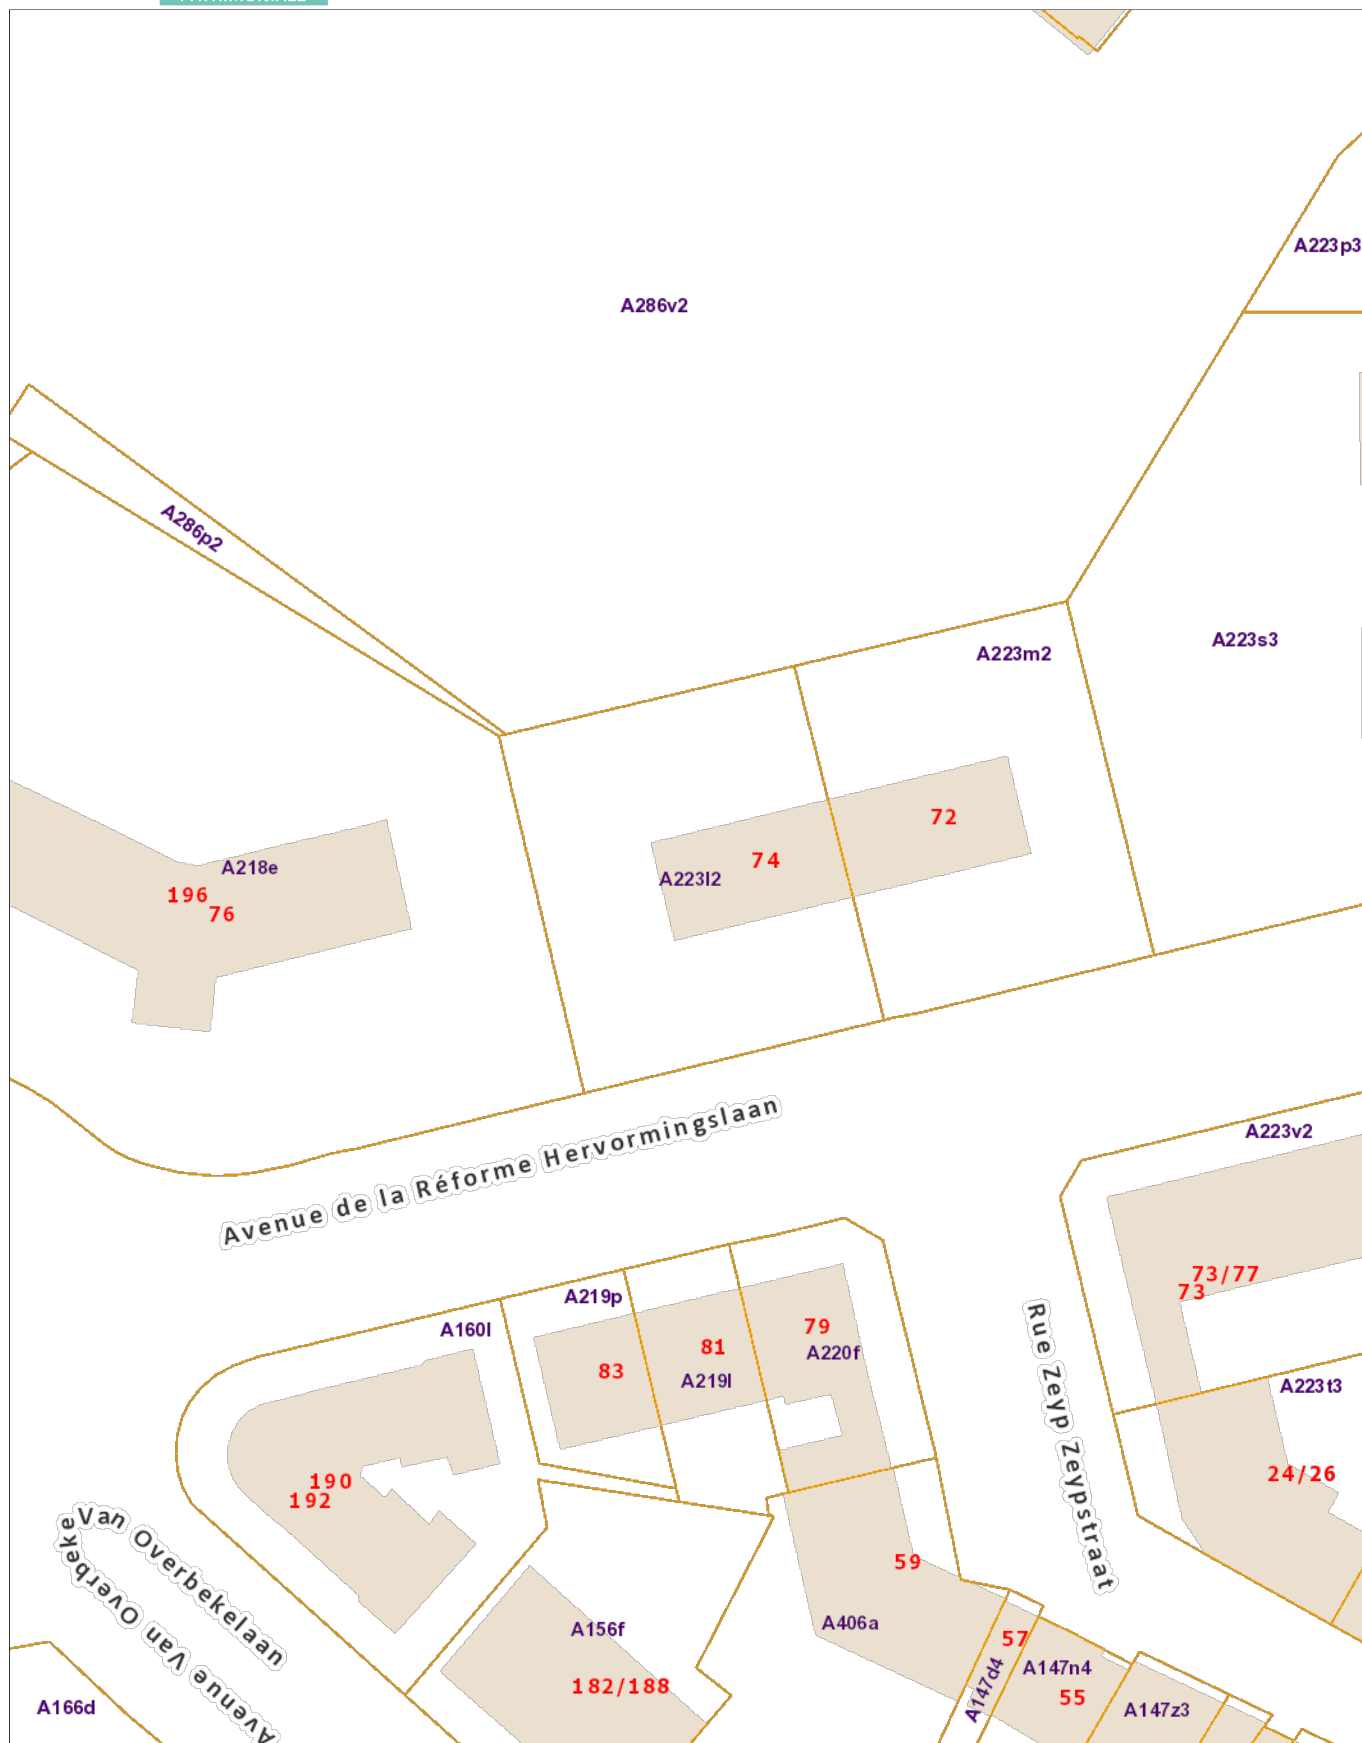 A223p3
A286v2
A286p2
A223m2
A223s3
72
74
A223l2
A218e
196
76
Avenue de la Réforme Hervormingslaan
A223v2
73/77
73
A219p
A160l
79
81
A220f
83
A219l
Rue Zeyp Zeypstraat
A223t3
24/26
190
192
Van Overbekelaan
Avenue Van Overbeke
59
A406a
A156f
57
A147d4
A147n4
182/188
55
A147z3
A166d